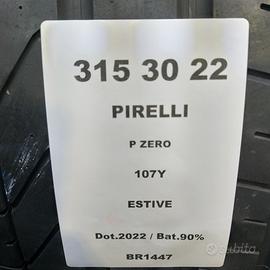 315 30 22
PIRELLI
P ZERO
107Y
ESTIVE
Dot.2022 / Bat.90%
BR1447
subito